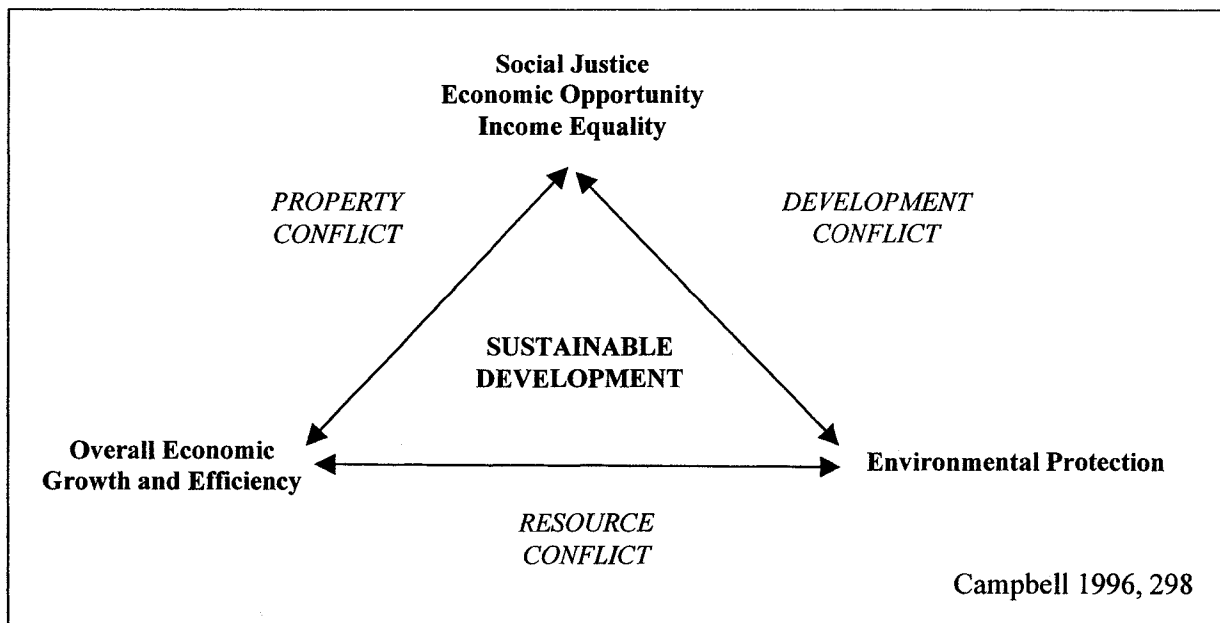 Social Justice
Economic Opportunity
Income Equality
PROPERTY
CONFLICT
DEVELOPMENT
CONFLICT
SUSTAINABLE
DEVELOPMENT
Overall Economic
Growth and Efficiency
Environmental Protection
RESOURCE
CONFLICT
Campbell 1996, 298